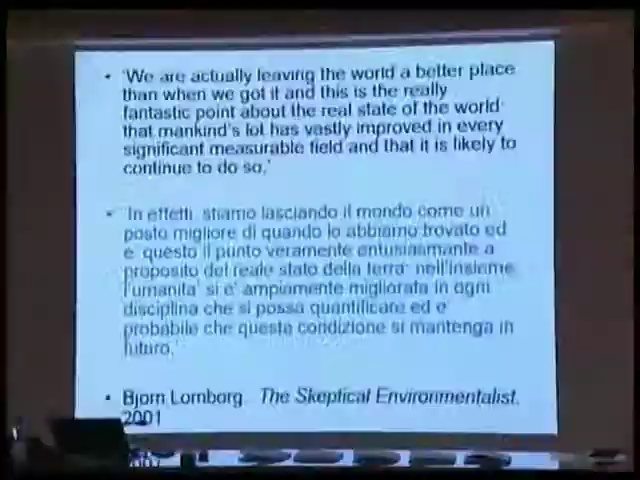 • 'We are actually leaving the world a better place
than when we got it and this is the really
fantastic point about the real state of the world
that mankind's lot has vastly improved in every
significant measurable field and that it is likely to
continue to do so.'
• 'In effetti, stiamo lasciando il mondo come un
posto migliore di quando lo abbiamo trovato ed
e' questo il punto veramente entusiasmante a
proposito del reale stato della terra: nell'insieme
l'umanita' si e' ampiamente migliorata in ogni
disciplina che si possa quantificare ed e'
probabile che questa condizione si mantenga in
futuro.'
• Bjorn Lomborg. The Skeptical Environmentalist,
2001